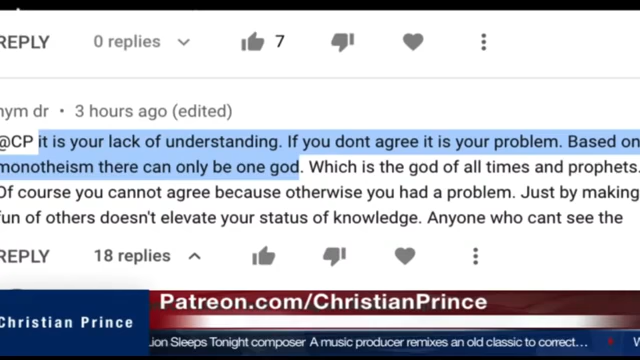 REPLY 0 replies 7
nym dr • 3 hours ago (edited)
@CP it is your lack of understanding. If you dont agree it is your problem. Based on
monotheism there can only be one god. Which is the god of all times and prophets.
Of course you cannot agree because otherwise you had a problem. Just by making
fun of others doesn't elevate your status of knowledge. Anyone who cant see the
REPLY 18 replies
Patreon.com/ChristianPrince
Christian Prince
Lion Sleeps Tonight composer A music producer remixes an old classic to correct...